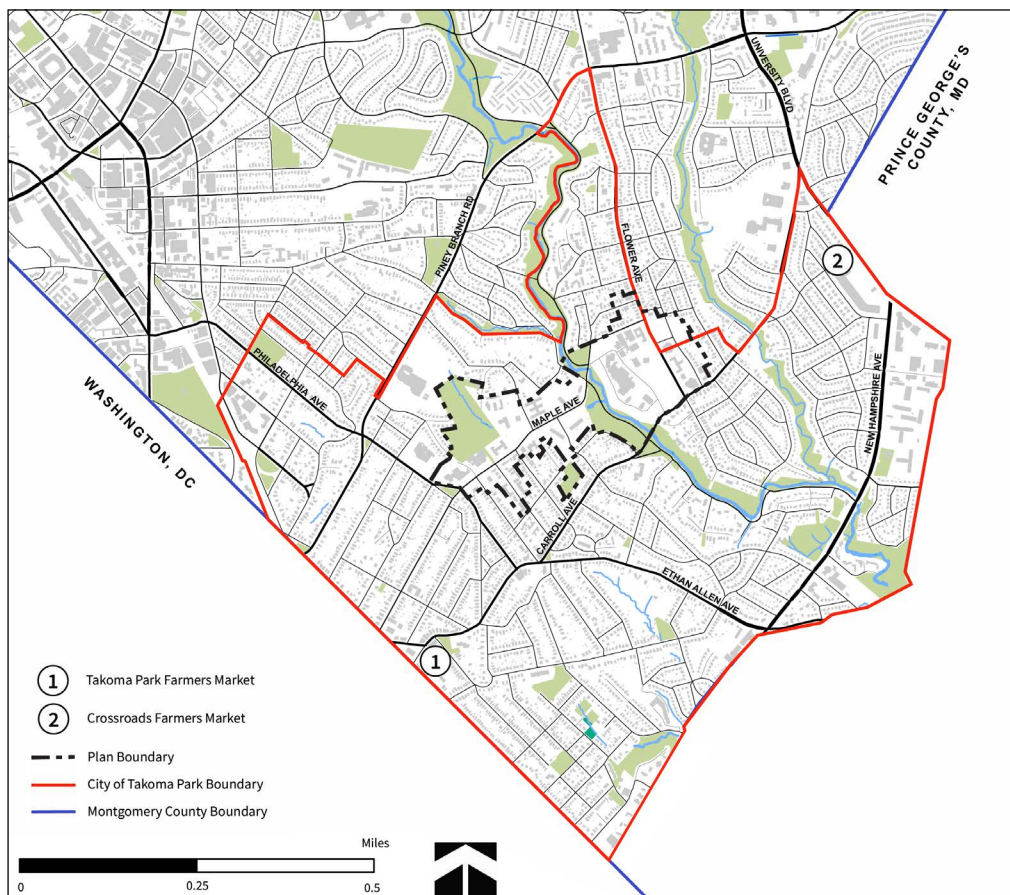 UNIVERSITY BLVD
PRINCE GEORGE'S
COUNTY, MD
PINEY BRANCH RD
FLOWER AVE
2
PHILADELPHIA AVE
NEW HAMPSHIRE AVE
WASHINGTON, DC
MAPLE AVE
CARROLL AVE
ETHAN ALLEN AVE
1
1 Takoma Park Farmers Market
2 Crossroads Farmers Market
Plan Boundary
City of Takoma Park Boundary
Montgomery County Boundary
Miles
0 0.25 0.5